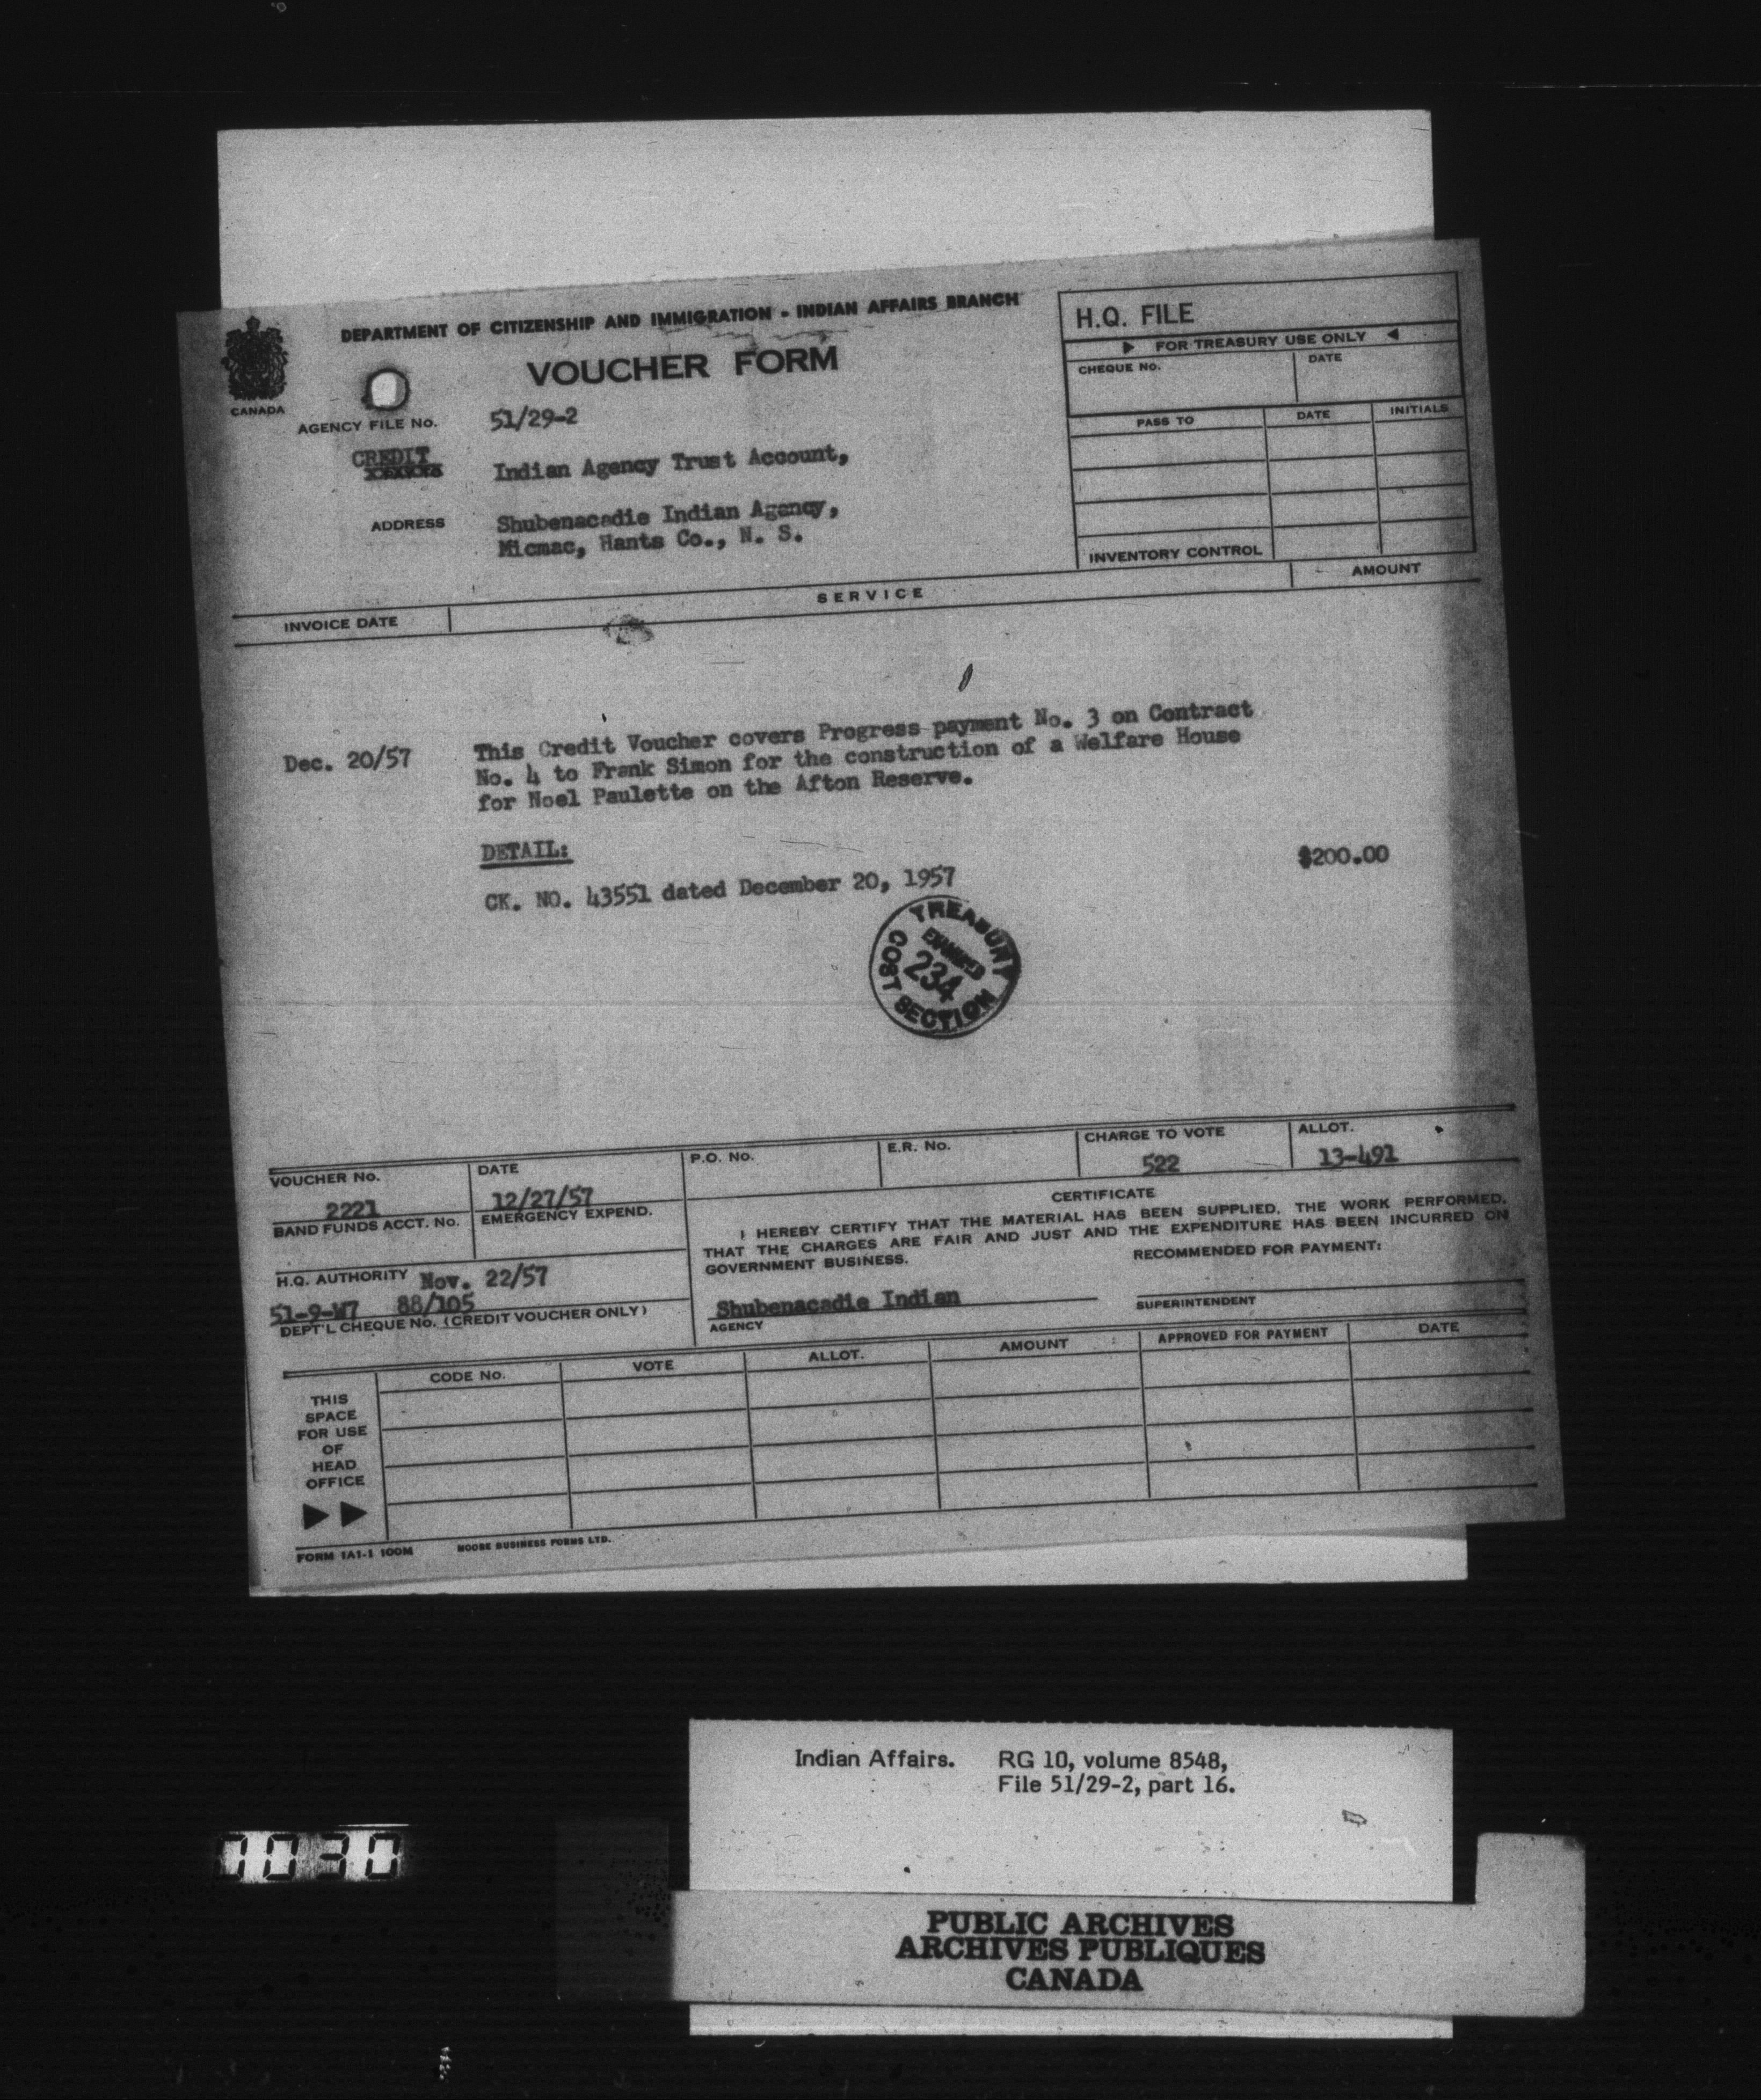 DEPARTMENT OF CITIZENSHIP AND IMMIGRATION - INDIAN AFFAIRS BRANCH
VOUCHER FORM
CANADA
AGENCY FILE No. 51/29-2
CREDIT
Indian Agency Trust Account,
ADDRESS Shubenacadie Indian Agency,
Micmac, Hants Co., N. S.
H.Q. FILE
FOR TREASURY USE ONLY
CHEQUE No. DATE
PASS TO DATE INITIALS
INVENTORY CONTROL
INVOICE DATE SERVICE AMOUNT
Dec. 20/57 This Credit Voucher covers Progress payment No. 3 on Contract
No. 4 to Frank Simon for the construction of a Welfare House
for Noel Paulette on the Afton Reserve.
DETAIL: $200.00
CK. NO. 43551 dated December 20, 1957
TREASURY
EXAMINED
234
COST SECTION
VOUCHER No. DATE P.O. No. E.R. No. CHARGE TO VOTE ALLOT.
2221 12/27/57 522 13-491
BAND FUNDS ACCT. No. EMERGENCY EXPEND.
CERTIFICATE
I HEREBY CERTIFY THAT THE MATERIAL HAS BEEN SUPPLIED, THE WORK PERFORMED,
THAT THE CHARGES ARE FAIR AND JUST AND THE EXPENDITURE HAS BEEN INCURRED ON
GOVERNMENT BUSINESS.
RECOMMENDED FOR PAYMENT:
H.Q. AUTHORITY Nov. 22/57
51-9-W7 88/105
DEPT'L CHEQUE No. (CREDIT VOUCHER ONLY)
Shubenacadie Indian
AGENCY
SUPERINTENDENT
CODE No. VOTE ALLOT. AMOUNT APPROVED FOR PAYMENT DATE
THIS
SPACE
FOR USE
OF
HEAD
OFFICE
FORM 1A1-1 100M MOORE BUSINESS FORMS LTD.
Indian Affairs. RG 10, volume 8548,
File 51/29-2, part 16.
PUBLIC ARCHIVES
ARCHIVES PUBLIQUES
CANADA